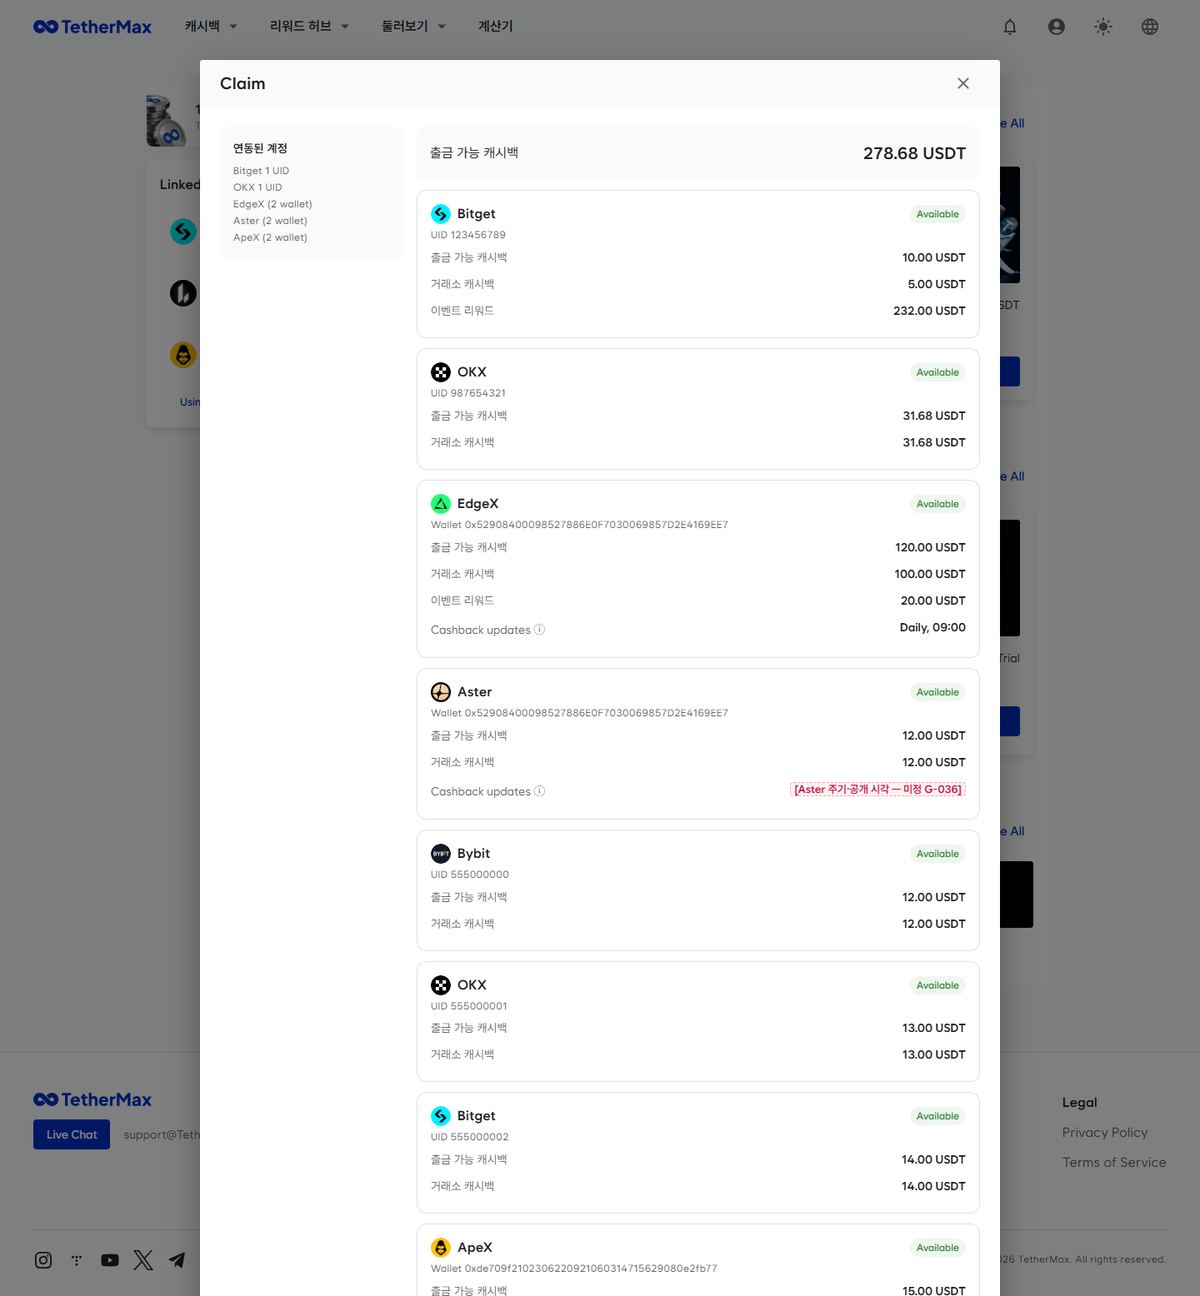 TetherMax
캐시백
리워드 허브
둘러보기
계산기
Claim
연동된 계정
Bitget 1 UID
OKX 1 UID
EdgeX (2 wallet)
Aster (2 wallet)
ApeX (2 wallet)
출금 가능 캐시백 278.68 USDT
Bitget Available
UID 123456789
출금 가능 캐시백 10.00 USDT
거래소 캐시백 5.00 USDT
이벤트 리워드 232.00 USDT
OKX Available
UID 987654321
출금 가능 캐시백 31.68 USDT
거래소 캐시백 31.68 USDT
EdgeX Available
Wallet 0x52908400098527886E0F7030069857D2E4169EE7
출금 가능 캐시백 120.00 USDT
거래소 캐시백 100.00 USDT
이벤트 리워드 20.00 USDT
Cashback updates ⓘ Daily, 09:00
Aster Available
Wallet 0x52908400098527886E0F7030069857D2E4169EE7
출금 가능 캐시백 12.00 USDT
거래소 캐시백 12.00 USDT
Cashback updates ⓘ [Aster 주기·공개 시각 — 미정 G-036]
Bybit Available
UID 555000000
출금 가능 캐시백 12.00 USDT
거래소 캐시백 12.00 USDT
OKX Available
UID 555000001
출금 가능 캐시백 13.00 USDT
거래소 캐시백 13.00 USDT
Bitget Available
UID 555000002
출금 가능 캐시백 14.00 USDT
거래소 캐시백 14.00 USDT
ApeX Available
Wallet 0xde709f2102306220921060314715629080e2fb77
출금 가능 캐시백 15.00 USDT
Linked
All
All
Trial
All
TetherMax
Live Chat
support@Teth
Legal
Privacy Policy
Terms of Service
TetherMax. All rights reserved.